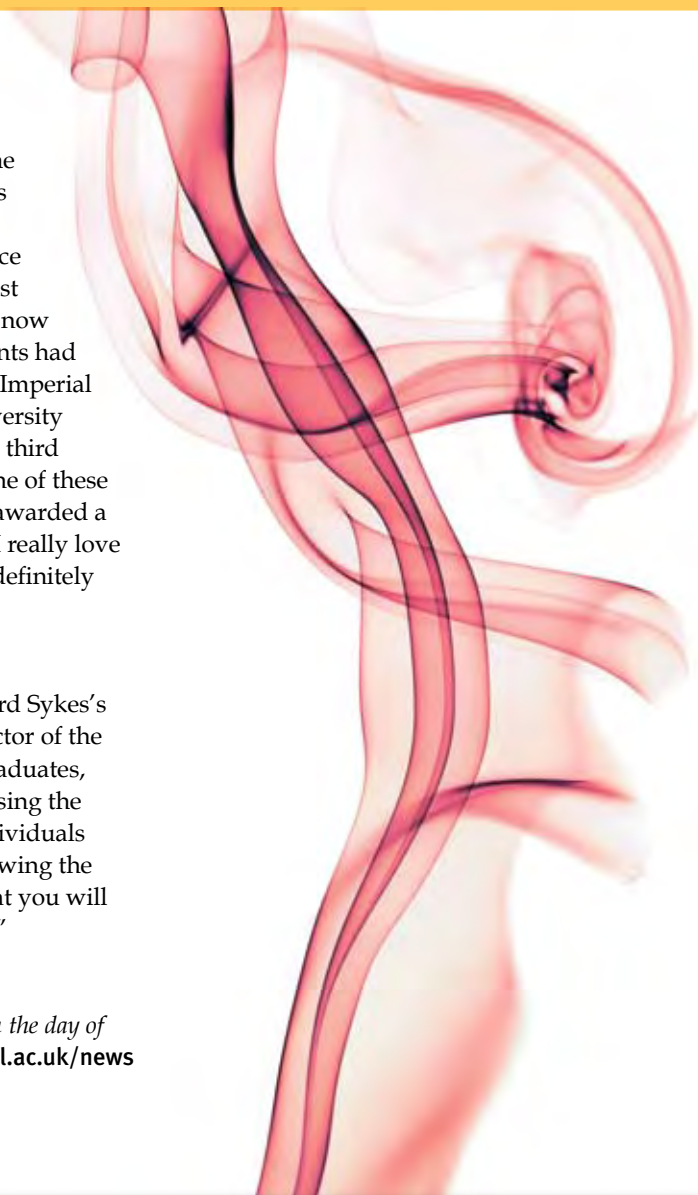 ce
st
now
nts had
Imperial
versity
third
ne of these
awarded a
I really love
definitely
rd Sykes's
ctor of the
aduates,
sing the
ividuals
wing the
at you will
”
the day of
l.ac.uk/news